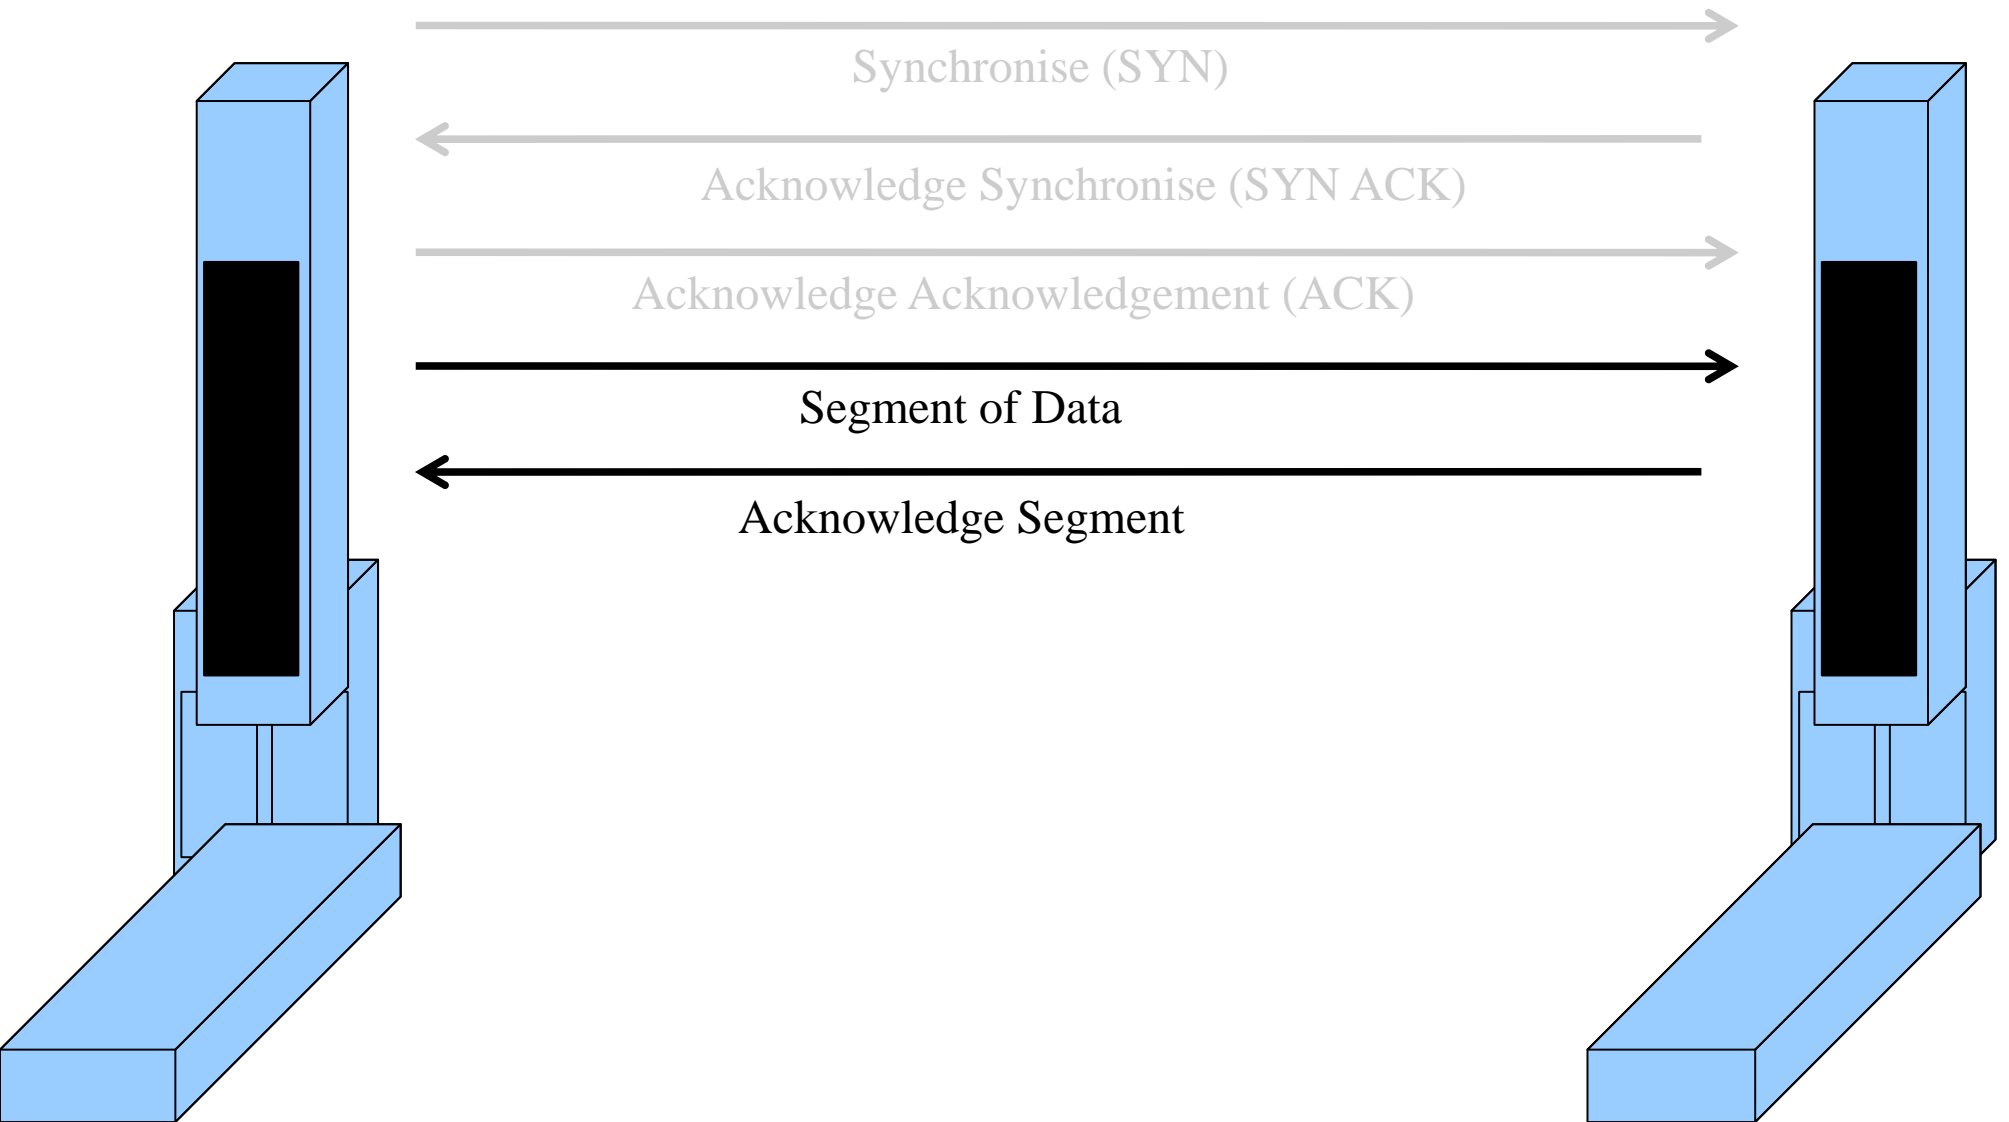 Synchronise (SYN)
Acknowledge Synchronise (SYN ACK)
Acknowledge Acknowledgement (ACK)
Segment of Data
Acknowledge Segment